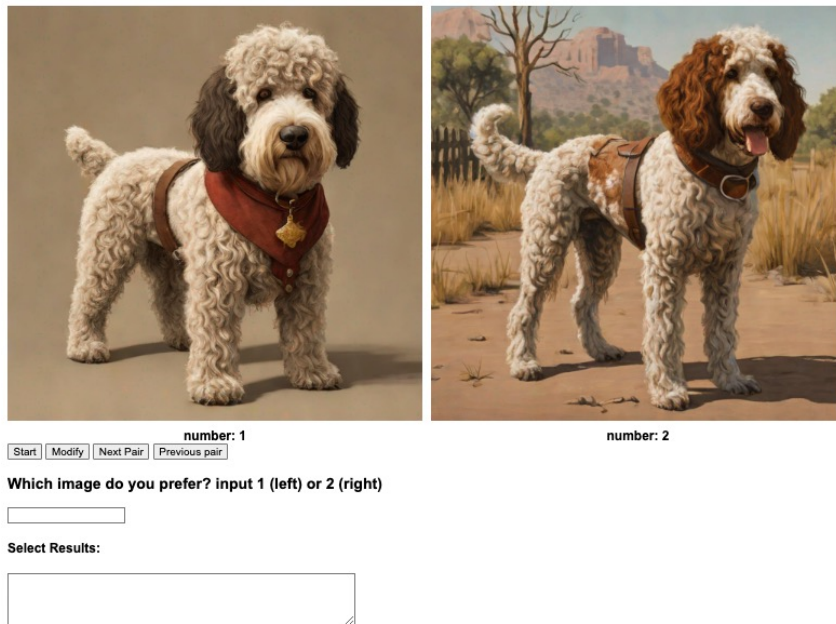 number: 1
number: 2
Start Modify Next Pair Previous pair
Which image do you prefer? input 1 (left) or 2 (right)
Select Results: